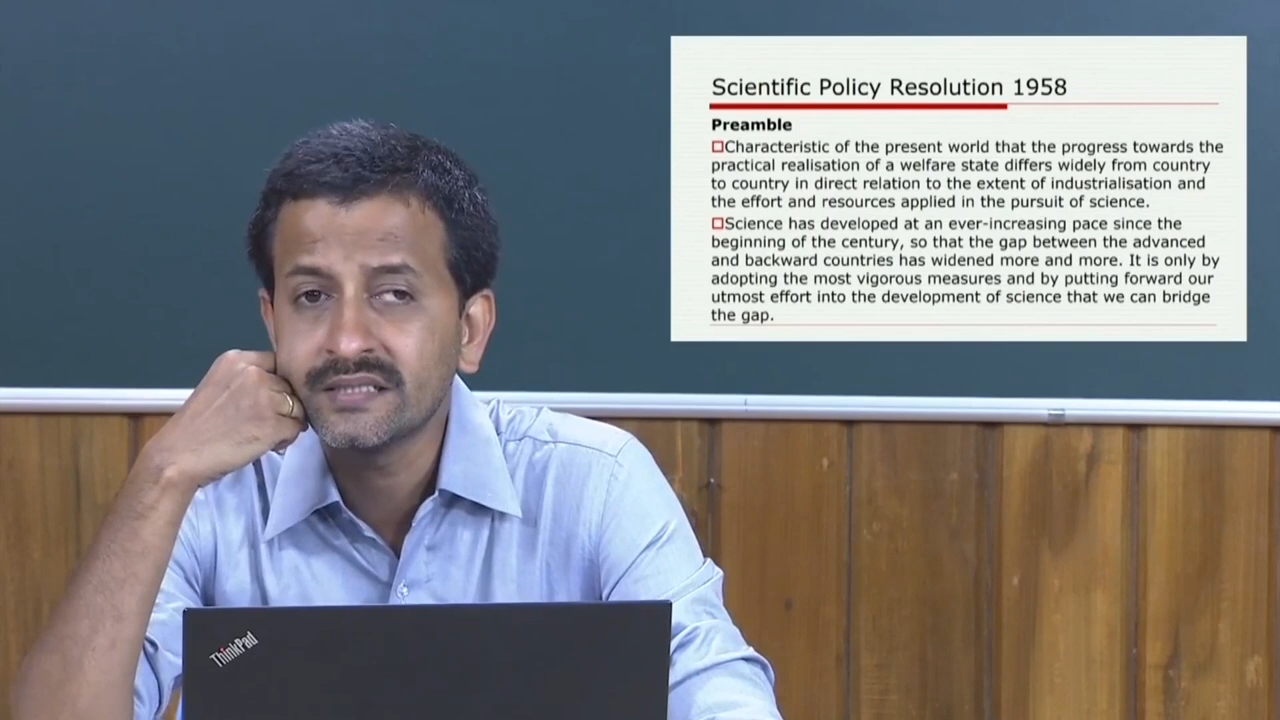 Scientific Policy Resolution 1958
Preamble
Characteristic of the present world that the progress towards the
practical realisation of a welfare state differs widely from country
to country in direct relation to the extent of industrialisation and
the effort and resources applied in the pursuit of science.
Science has developed at an ever-increasing pace since the
beginning of the century, so that the gap between the advanced
and backward countries has widened more and more. It is only by
adopting the most vigorous measures and by putting forward our
utmost effort into the development of science that we can bridge
the gap.
ThinkPad